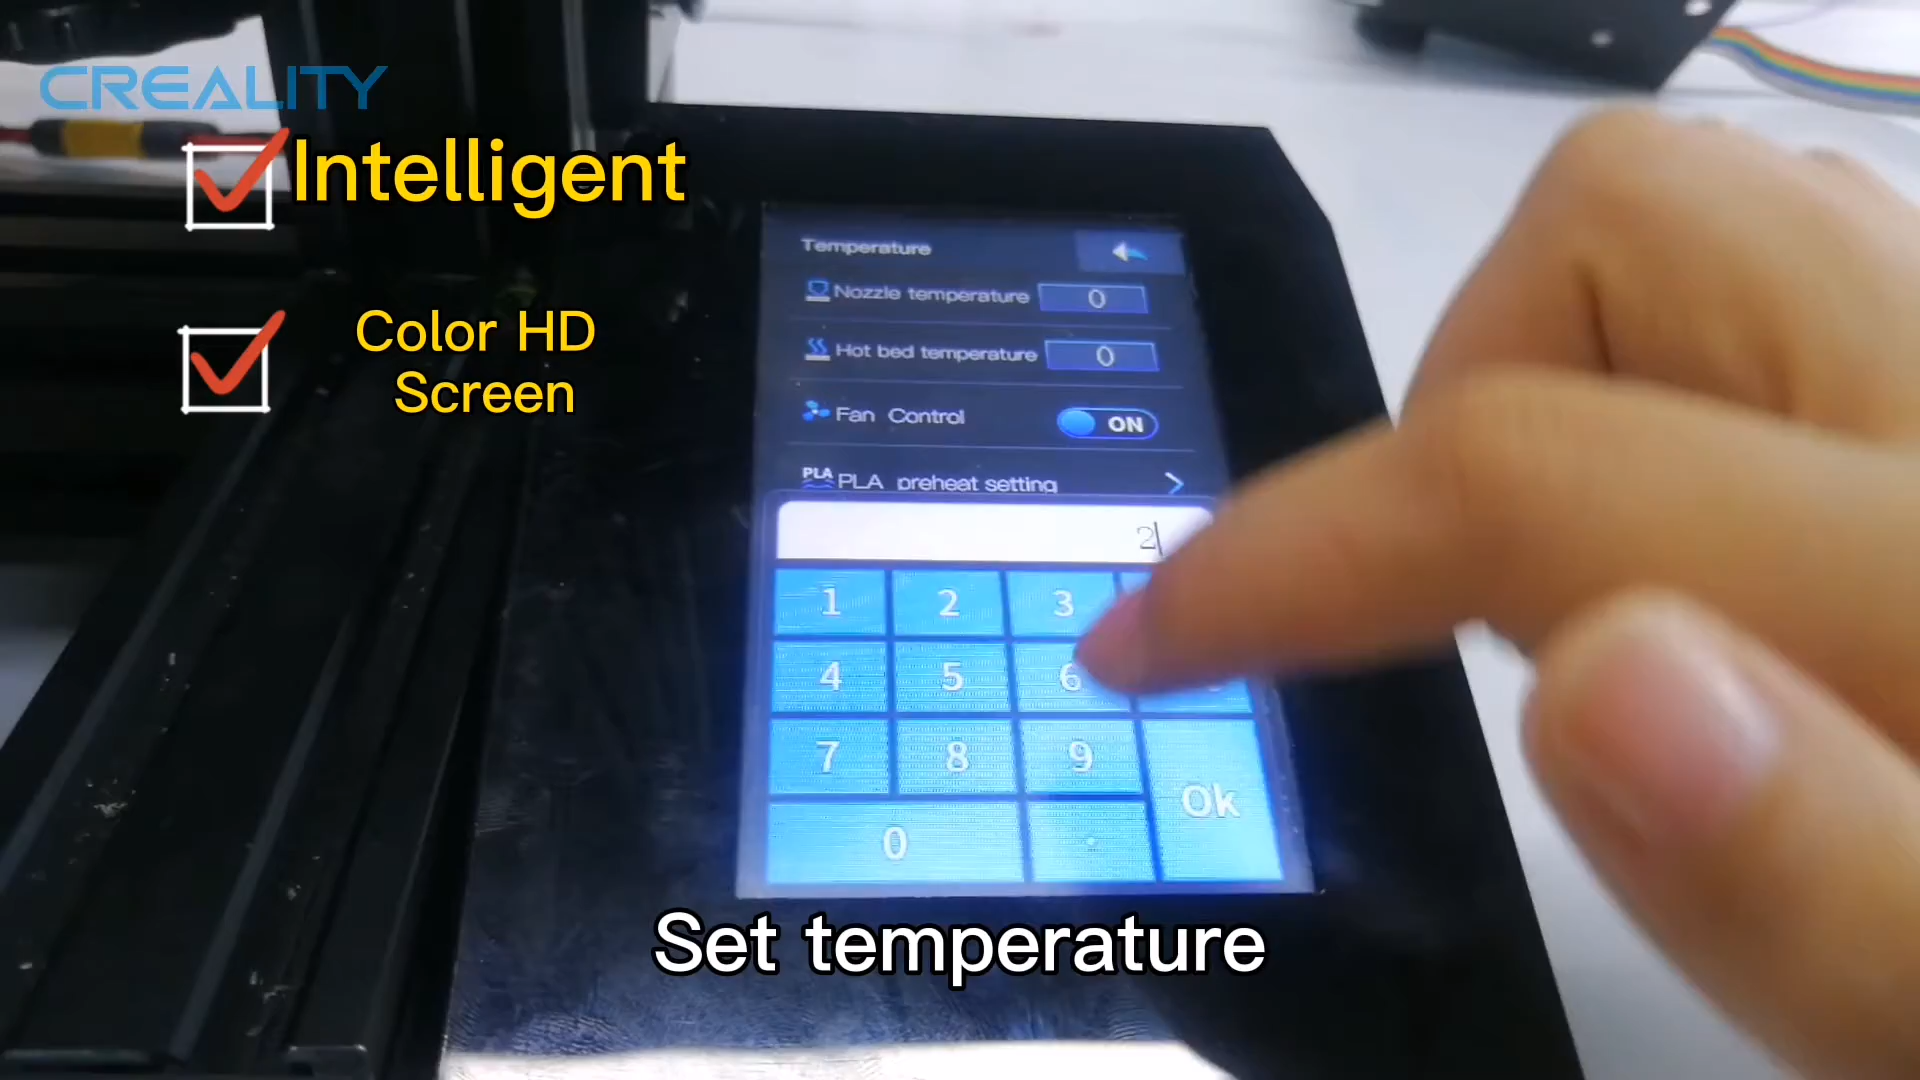 CREALITY
Intelligent
Color HD
Screen
Temperature
Nozzle temperature 0
Hot bed temperature 0
Fan Control ON
PLA PLA preheat setting
2
1 2 3
4 5 6
7 8 9
Ok
0 .
Set temperature